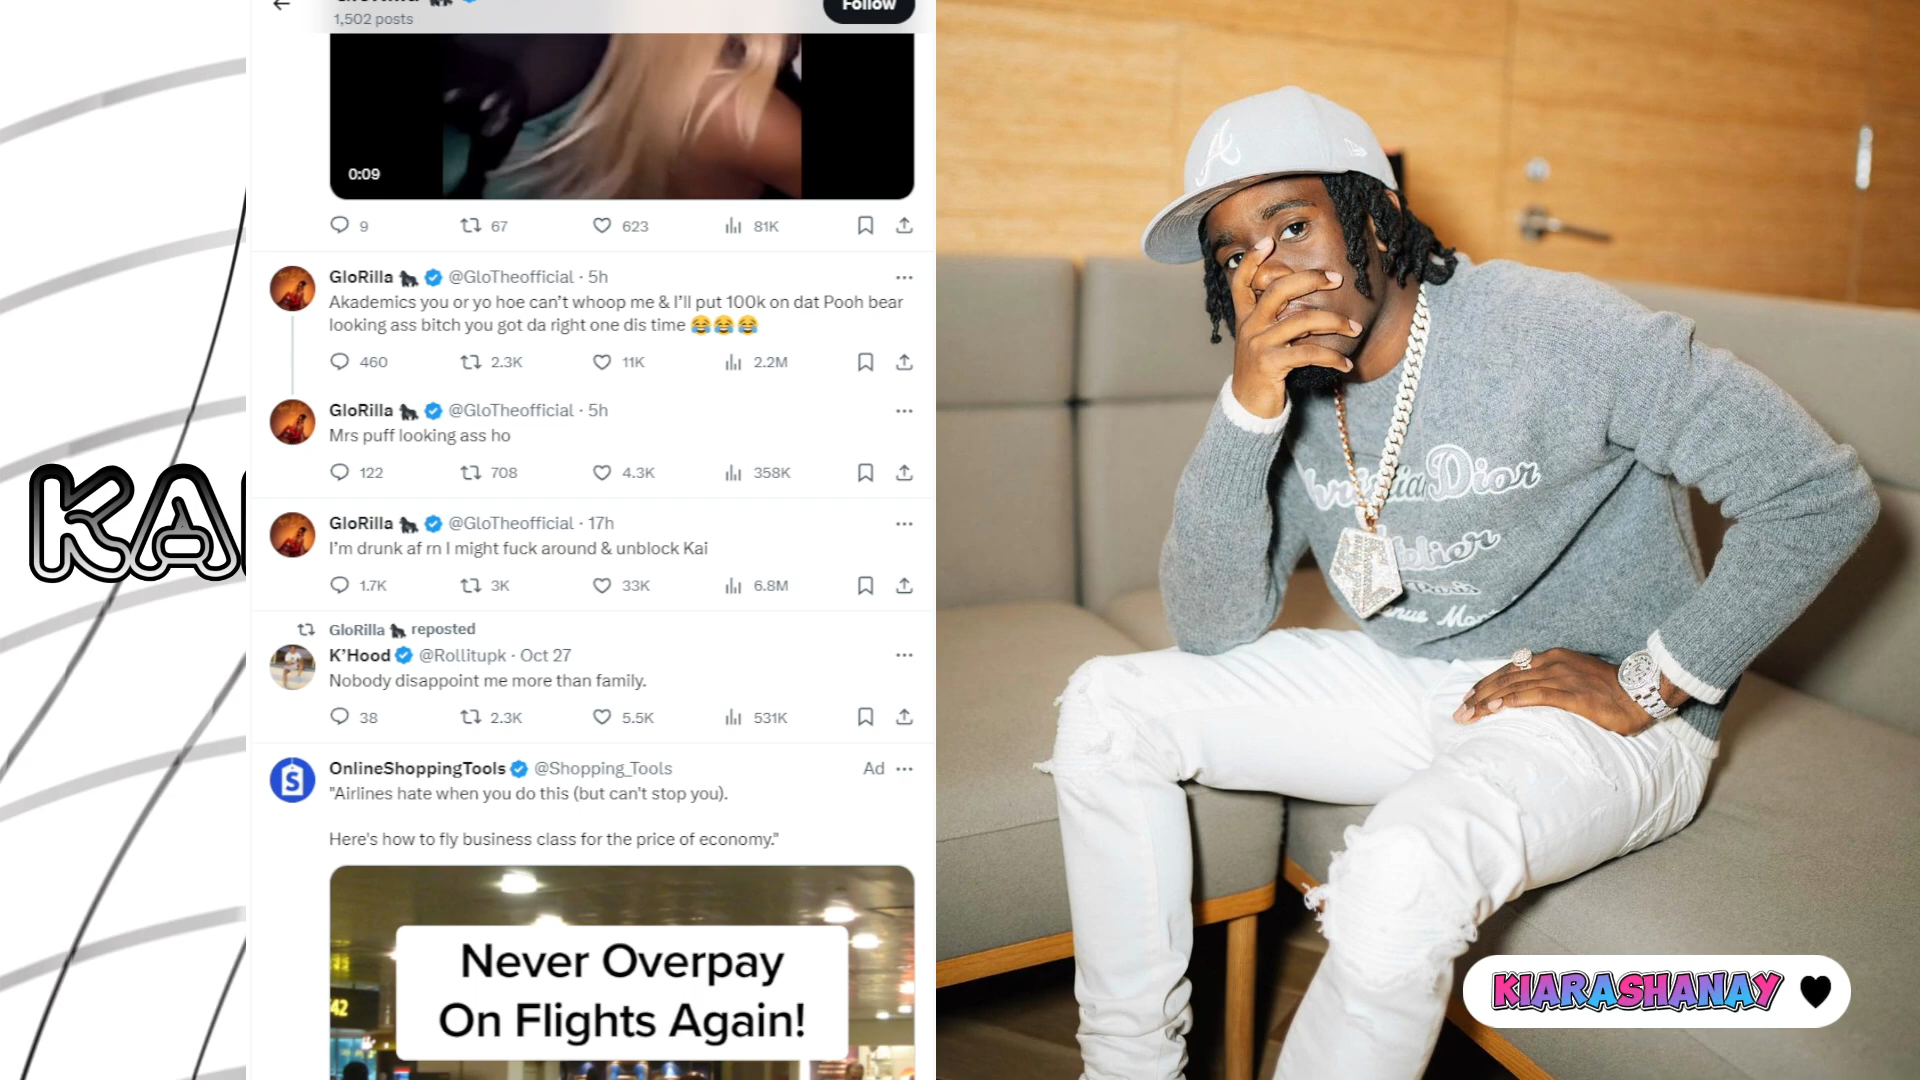 1,502 posts
Follow
0:09
9 67 623 81K
GloRilla @GloTheofficial · 5h
Akademics you or yo hoe can’t whoop me & I’ll put 100k on dat Pooh bear
looking ass bitch you got da right one dis time 😂😂😂
460 2.3K 11K 2.2M
GloRilla @GloTheofficial · 5h
Mrs puff looking ass ho
122 708 4.3K 358K
GloRilla @GloTheofficial · 17h
I’m drunk af rn I might fuck around & unblock Kai
1.7K 3K 33K 6.8M
GloRilla reposted
K’Hood @Rollitupk · Oct 27
Nobody disappoint me more than family.
38 2.3K 5.5K 531K
OnlineShoppingTools @Shopping_Tools Ad
"Airlines hate when you do this (but can't stop you).
Here's how to fly business class for the price of economy."
Never Overpay
On Flights Again!
42
KA
A
Dior
Paris
KIARASHANAY